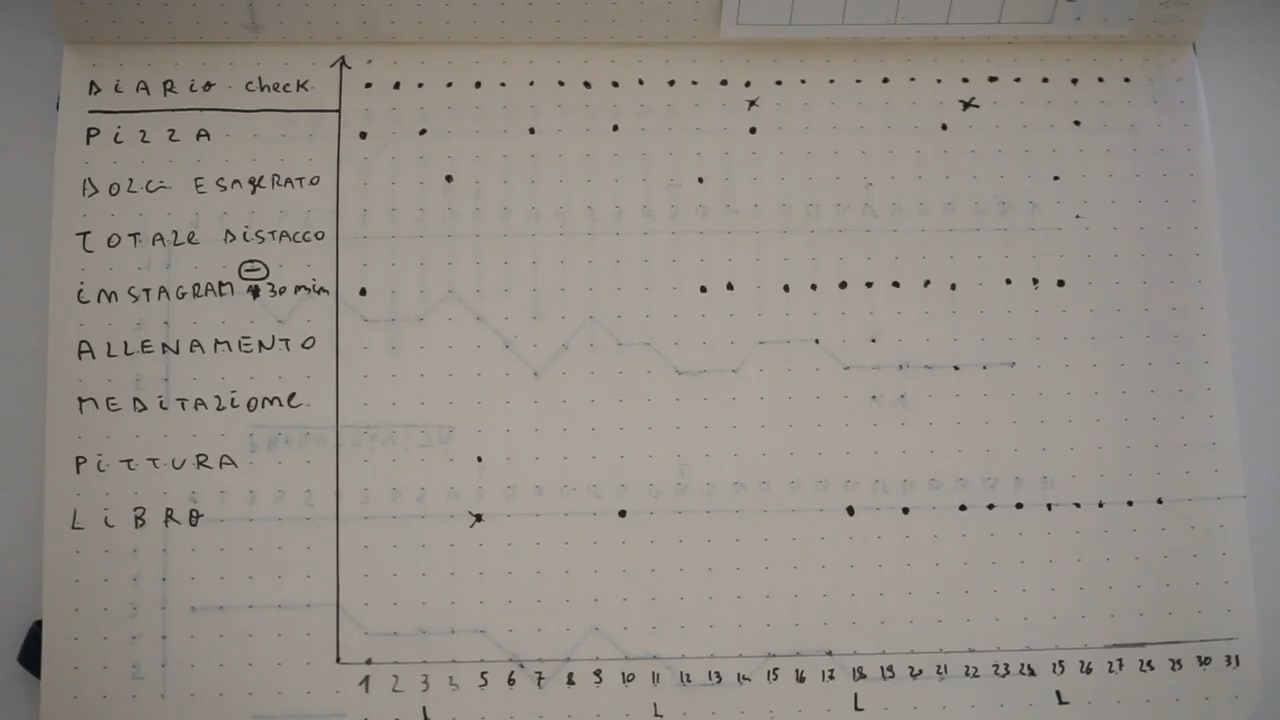 DiARio check
PiZZA
DOLCi ESAgERATO
TOTALe DiSTACCO
iNSTAGRAM 30 min
ALLENAMENTO
MEDiTAZiONe
PiTTURA
LiBRO
1 2 3 4 5 6 7 8 9 10 11 12 13 14 15 16 17 18 19 20 21 22 23 24 25 26 27 28 29 30 31
L L L L